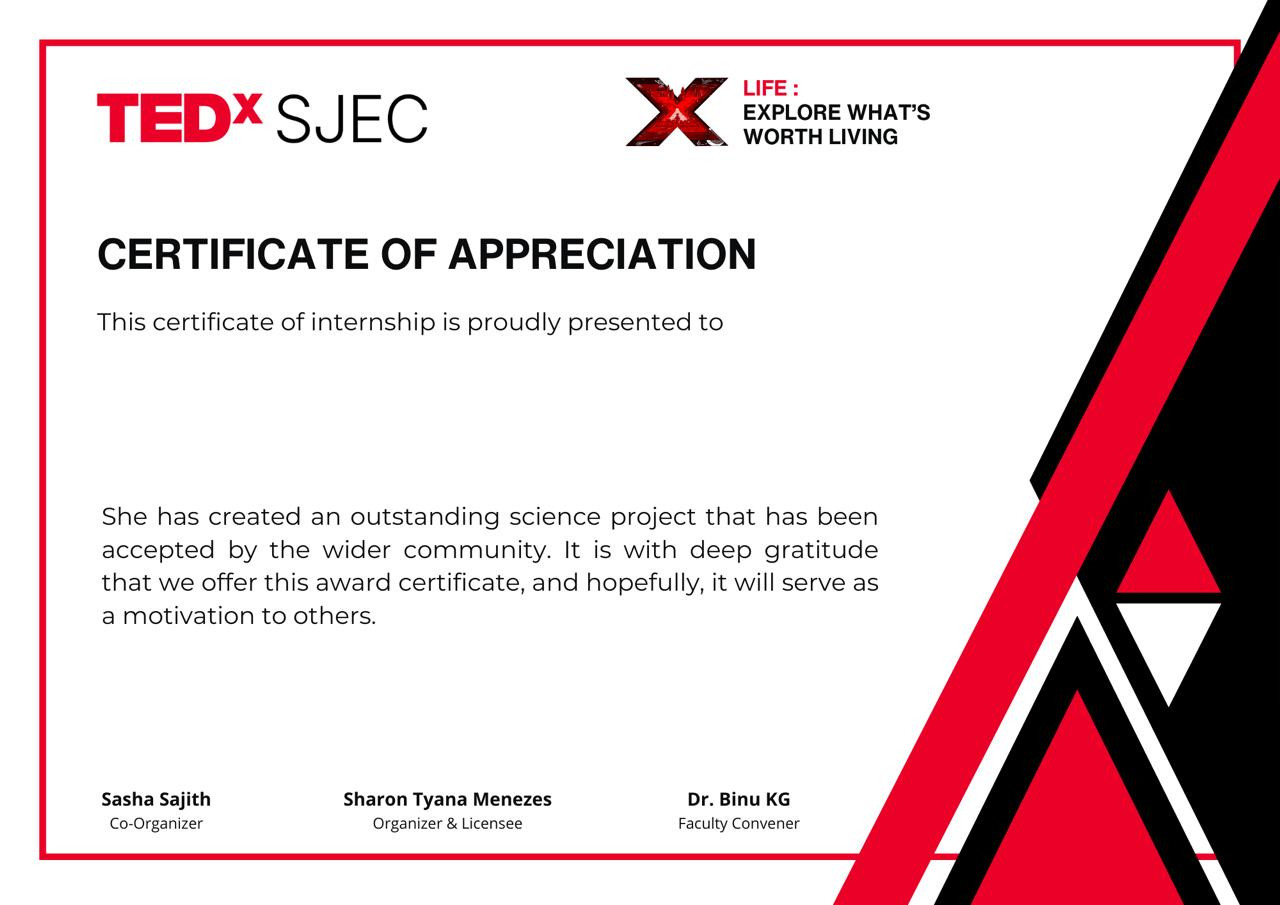 TEDx SJEC
LIFE :
EXPLORE WHAT’S
WORTH LIVING
CERTIFICATE OF APPRECIATION
This certificate of internship is proudly presented to
She has created an outstanding science project that has been
accepted by the wider community. It is with deep gratitude
that we offer this award certificate, and hopefully, it will serve as
a motivation to others.
Sasha Sajith
Co-Organizer
Sharon Tyana Menezes
Organizer & Licensee
Dr. Binu KG
Faculty Convener